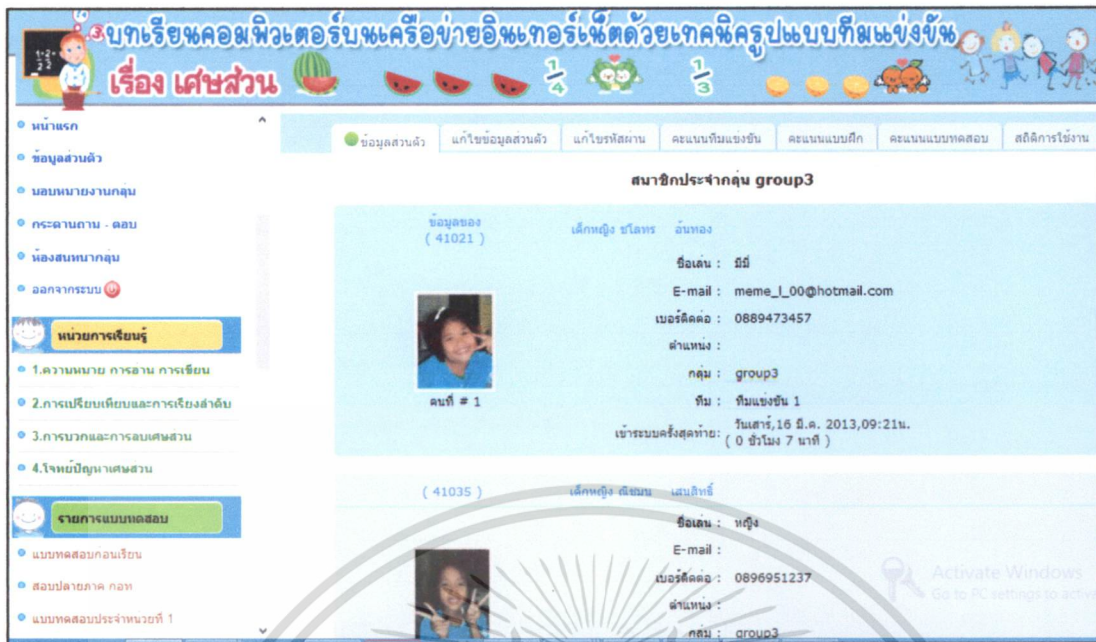 บทเรียนคอมพิวเตอร์บนเครือข่ายอินเทอร์เน็ตด้วยเทคนิครูปแบบทีมแข่งขัน
เรื่อง เศษส่วน
1/4
1/3
หน้าแรก
ข้อมูลส่วนตัว
มอบหมายงานกลุ่ม
กระดานถาม - ตอบ
ห้องสนทนากลุ่ม
ออกจากระบบ
หน่วยการเรียนรู้
1.ความหมาย การอ่าน การเขียน
2.การเปรียบเทียบและการเรียงลำดับ
3.การบวกและการลบเศษส่วน
4.โจทย์ปัญหาเศษส่วน
รายการแบบทดสอบ
แบบทดสอบก่อนเรียน
สอบปลายภาค กอท
แบบทดสอบประจำหน่วยที่ 1
ข้อมูลส่วนตัว แก้ไขข้อมูลส่วนตัว แก้ไขรหัสผ่าน คะแนนทีมแข่งขัน คะแนนแบบฝึก คะแนนแบบทดสอบ สถิติการใช้งาน
สมาชิกประจำกลุ่ม group3
ข้อมูลของ
( 41021 ) เด็กหญิง ชโลทร อ้นทอง
ชื่อเล่น : มีมี่
E-mail : meme_l_00@hotmail.com
เบอร์ติดต่อ : 0889473457
ตำแหน่ง :
กลุ่ม : group3
คนที่ # 1
ทีม : ทีมแข่งขัน 1
เข้าระบบครั้งสุดท้าย: วันเสาร์,16 มี.ค. 2013,09:21น.
( 0 ชั่วโมง 7 นาที )
( 41035 ) เด็กหญิง ณิชมน เสนสิทธิ์
ชื่อเล่น : หญิง
E-mail :
เบอร์ติดต่อ : 0896951237
ตำแหน่ง :
กลุ่ม : group3
Activate Windows
Go to PC settings to activa